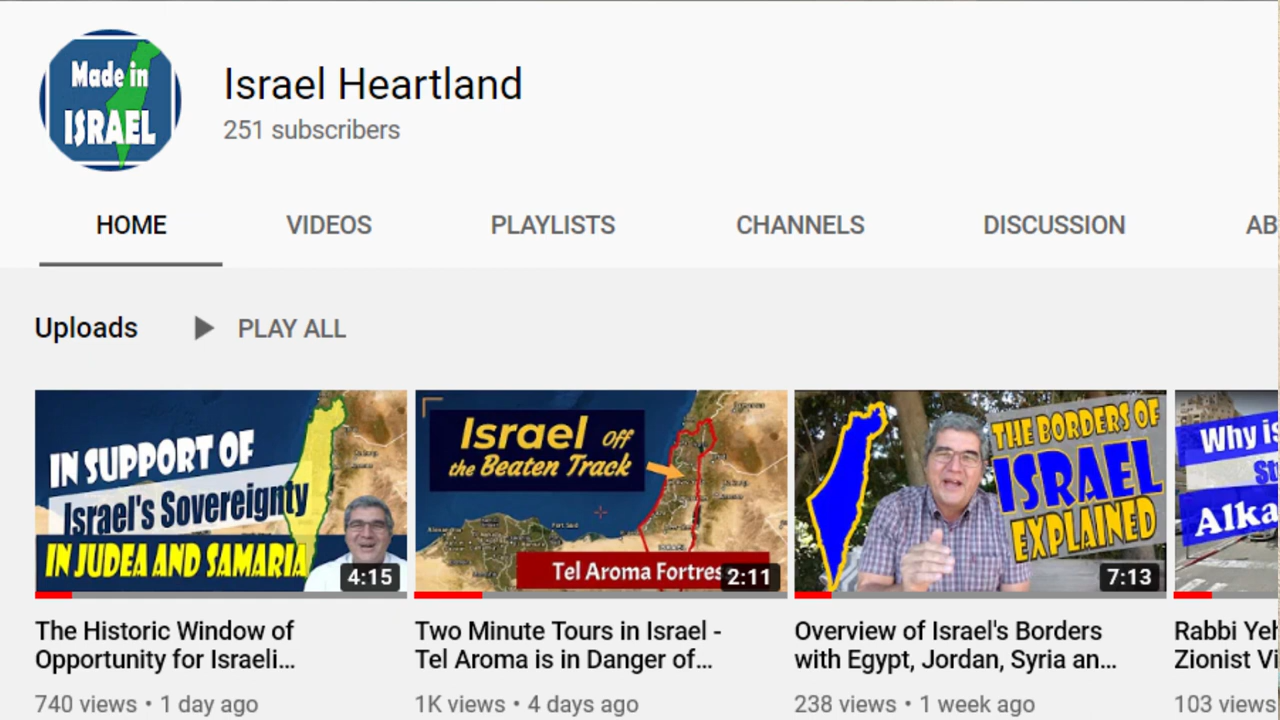 Made in
ISRAEL
Israel Heartland
251 subscribers
HOME VIDEOS PLAYLISTS CHANNELS DISCUSSION AB
Uploads PLAY ALL
IN SUPPORT OF
Israel's Sovereignty
IN JUDEA AND SAMARIA
4:15
Israel Off
the Beaten Track
Tel Aroma Fortres
2:11
THE BORDERS OF
ISRAEL
EXPLAINED
7:13
Why is
St
Alka
The Historic Window of
Opportunity for Israeli...
740 views • 1 day ago
Two Minute Tours in Israel -
Tel Aroma is in Danger of...
1K views • 4 days ago
Overview of Israel's Borders
with Egypt, Jordan, Syria an...
238 views • 1 week ago
Rabbi Yeh
Zionist Vi
103 views